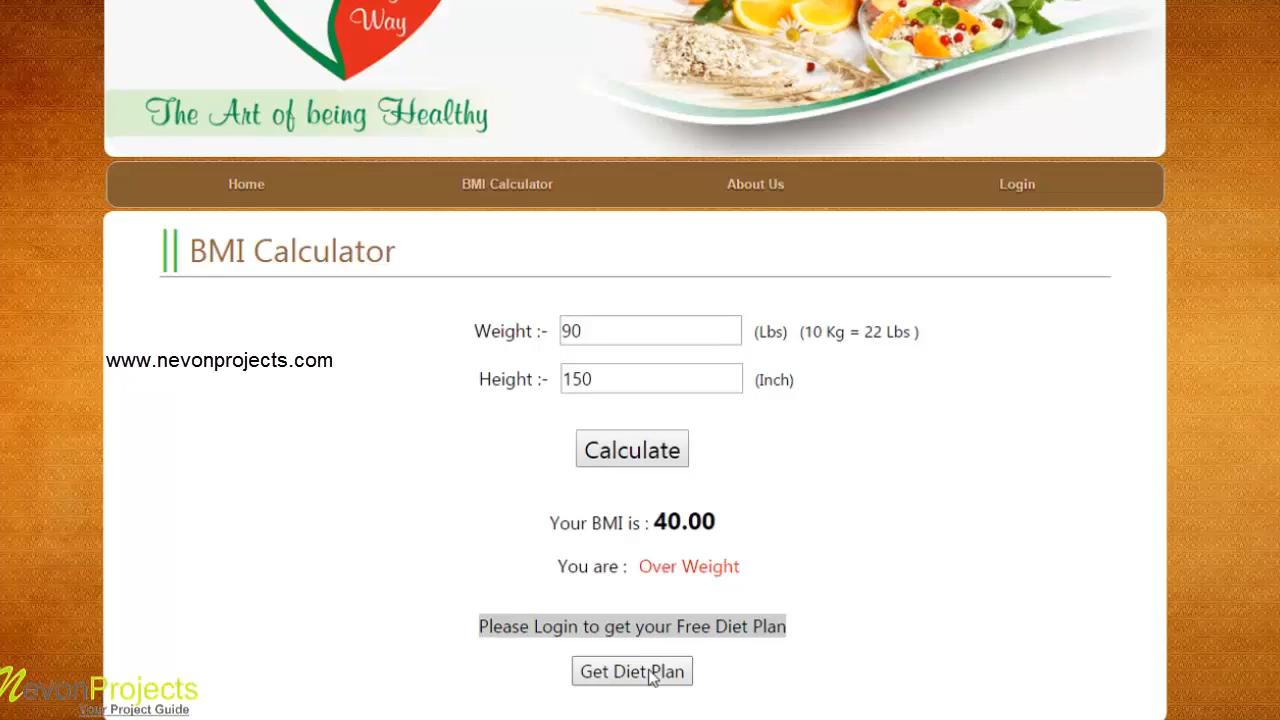 Way
The Art of being Healthy
Home BMI Calculator About Us Login
BMI Calculator
Weight :- 90 (Lbs) (10 Kg = 22 Lbs )
www.nevonprojects.com
Height :- 150 (Inch)
Calculate
Your BMI is : 40.00
You are : Over Weight
Please Login to get your Free Diet Plan
Get Diet Plan
NevonProjects
Your Project Guide